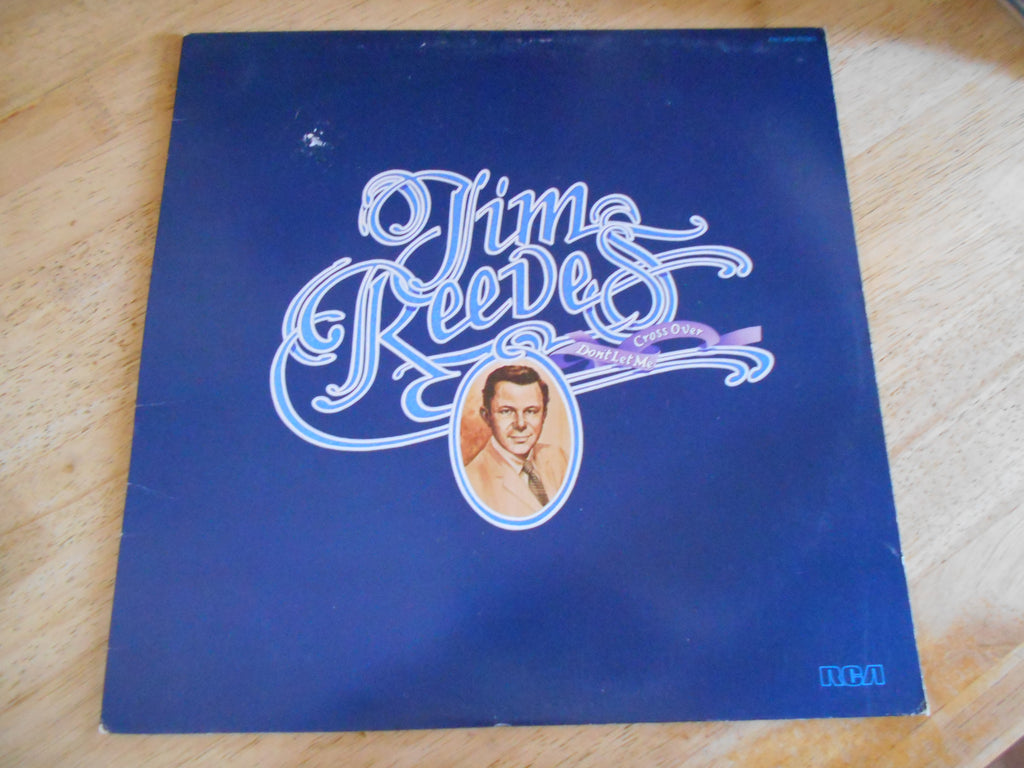 Jim
Reeves
Don't Let Me
Cross Over
RCA